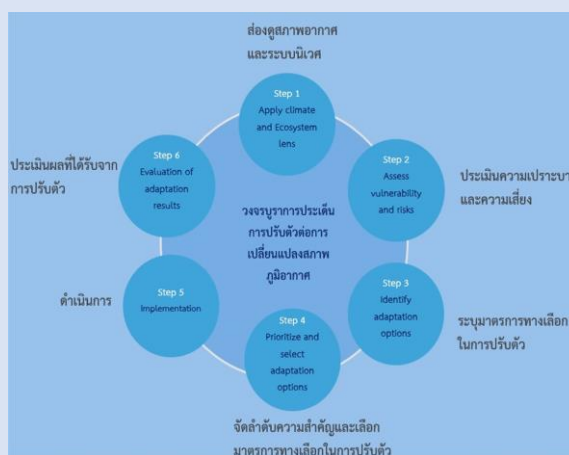 ส่องดูสภาพอากาศ
และระบบนิเวศ
Step 1
Apply climate
and Ecosystem
lens
Step 2
Assess
vulnerability
and risks
ประเมินความเปราะบา
และความเสี่ยง
Step 3
Identify
adaptation
options
ระบุมาตรการทางเลือก
ในการปรับตัว
Step 4
Prioritize and
select
adaptation
options
จัดลำดับความสำคัญและเลือก
มาตรการทางเลือกในการปรับตัว
Step 5
Implementation
ดำเนินการ
Step 6
Evaluation of
adaptation
results
ประเมินผลที่ได้รับจาก
การปรับตัว
วงจรบูราการประเด็น
การปรับตัวต่อการ
เปลี่ยนแปลงสภาพ
ภูมิอากาศ